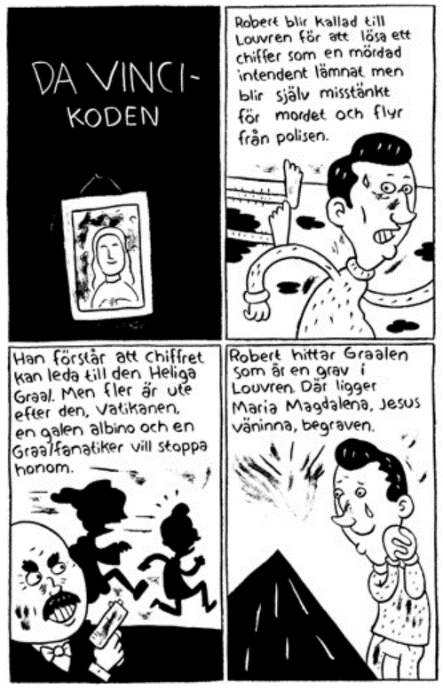 DA VINCI-
KODEN
Robert blir kallad till
Louvren för att lösa ett
chiffer som en mördad
intendent lämnat men
blir själv misstänkt
för mordet och flyr
från polisen.
Han förstår att chiffret
kan leda till den Heliga
Graal. Men fler är ute
efter den, Vatikanen,
en galen albino och en
Graalfanatiker vill stoppa
honom.
Robert hittar Graalen
som är en grav i
Louvren. Där ligger
Maria Magdalena, Jesus
väninna, begraven.